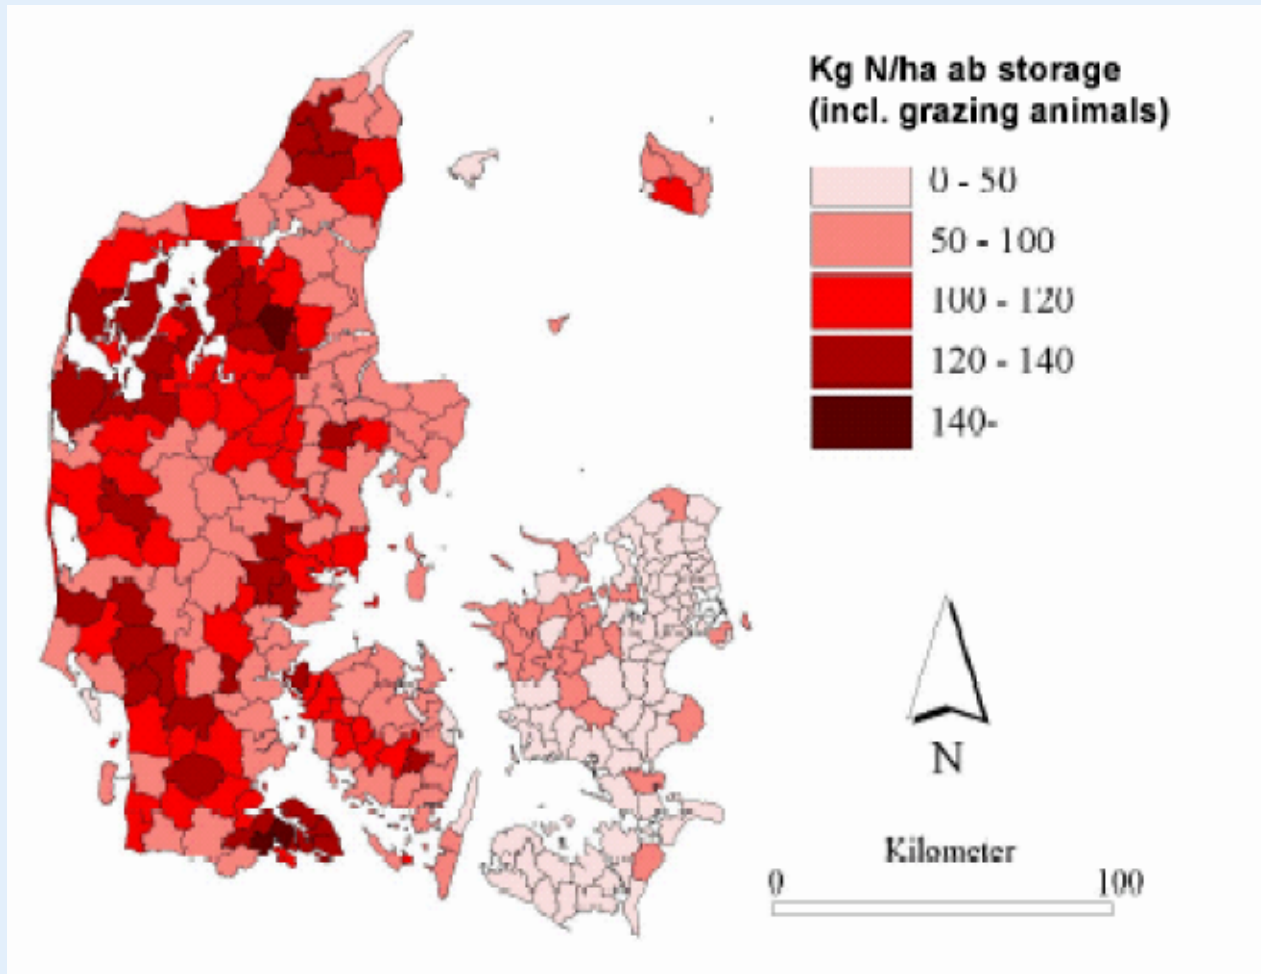 Kg N/ha ab storage
(incl. grazing animals)
0 - 50
50 - 100
100 - 120
120 - 140
140-
N
Kilometer
0 100